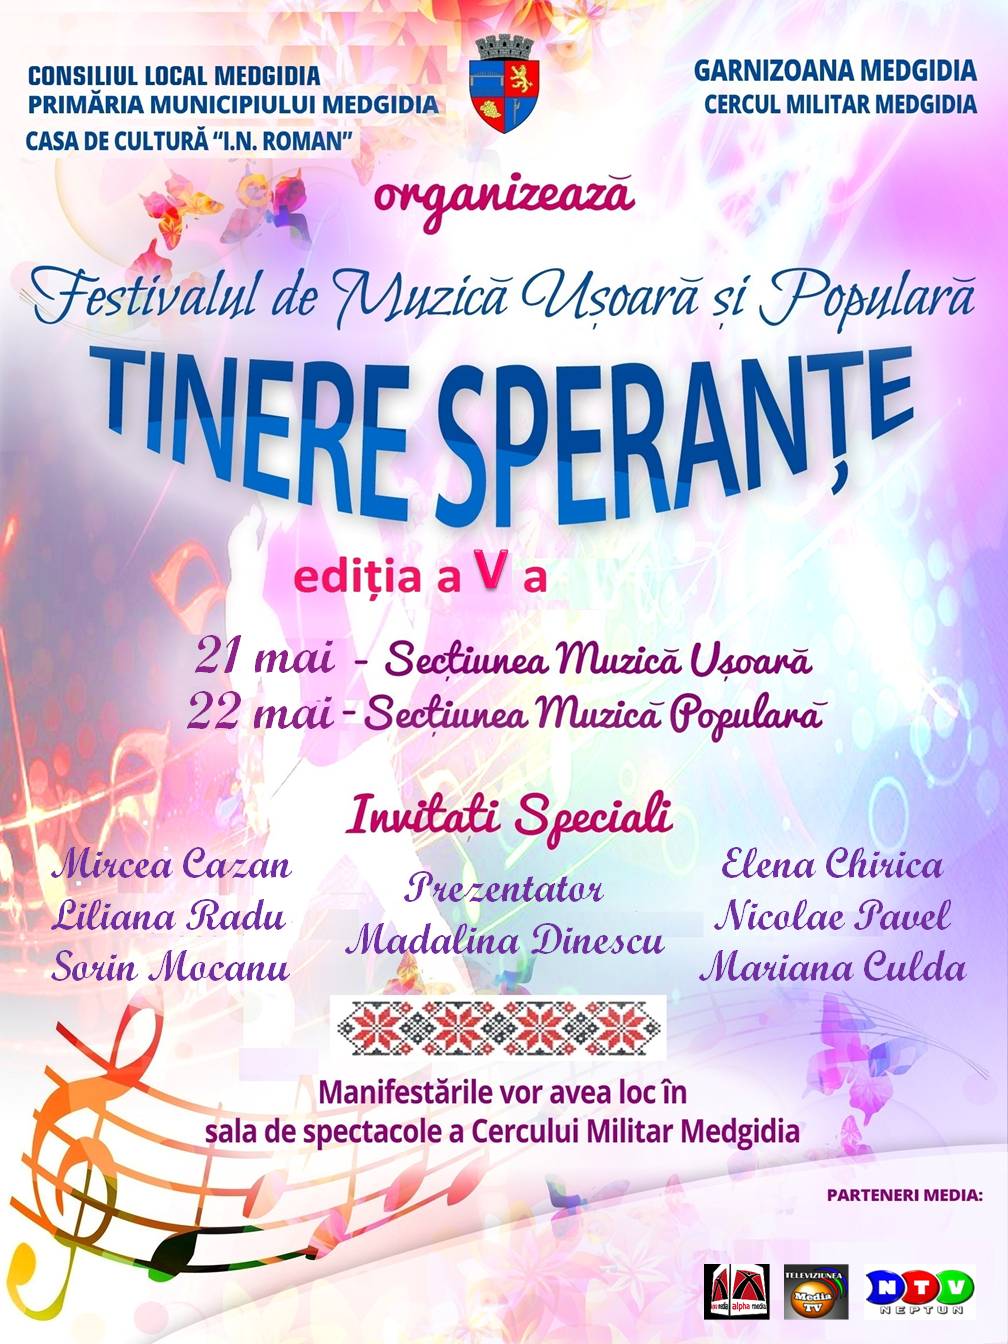 CONSILIUL LOCAL MEDGIDIA
PRIMĂRIA MUNICIPIULUI MEDGIDIA
CASA DE CULTURĂ “I.N. ROMAN”
GARNIZOANA MEDGIDIA
CERCUL MILITAR MEDGIDIA
organizează
Festivalul de Muzică Ușoară și Populară
TINERE SPERANȚE
ediția a V a
21 mai - Secțiunea Muzică Ușoară
22 mai - Secțiunea Muzică Populară
Invitați Speciali
Mircea Cazan
Liliana Radu
Sorin Mocanu
Prezentator
Madalina Dinescu
Elena Chirica
Nicolae Pavel
Mariana Culda
Manifestările vor avea loc în
sala de spectacole a Cercului Militar Medgidia
PARTENERI MEDIA:
alpha media
TELEVIZIUNEA
Media
TV
NTV
NEPTUN